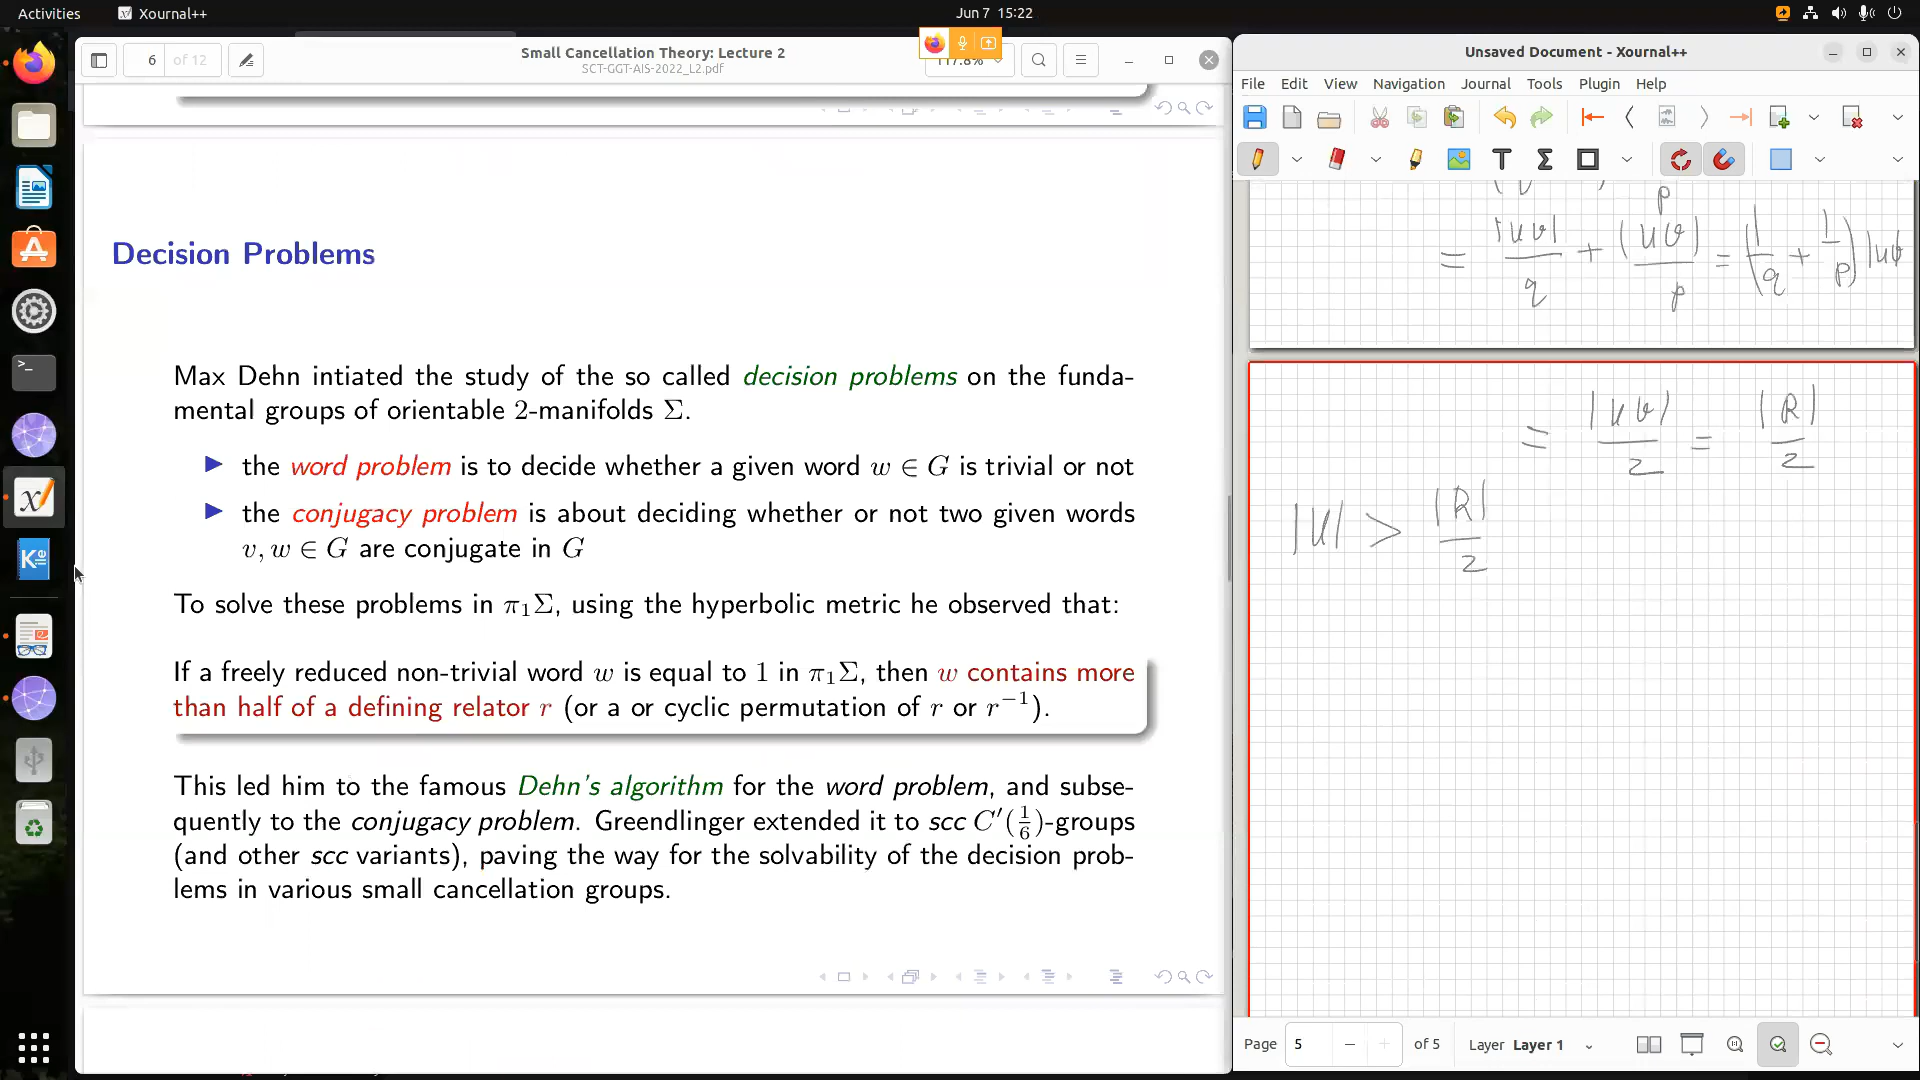 Activities
Xournal++
Jun 7 15:22
6 of 12
Small Cancellation Theory: Lecture 2
SCT-GGT-AIS-2022_L2.pdf
117.8%
Decision Problems
Max Dehn intiated the study of the so called decision problems on the funda-
mental groups of orientable 2-manifolds Σ.
▶ the word problem is to decide whether a given word w ∈ G is trivial or not
▶ the conjugacy problem is about deciding whether or not two given words
v, w ∈ G are conjugate in G
To solve these problems in π₁Σ, using the hyperbolic metric he observed that:
If a freely reduced non-trivial word w is equal to 1 in π₁Σ, then w contains more
than half of a defining relator r (or a or cyclic permutation of r or r⁻¹).
This led him to the famous Dehn's algorithm for the word problem, and subse-
quently to the conjugacy problem. Greendlinger extended it to scc C′(1/6)-groups
(and other scc variants), paving the way for the solvability of the decision prob-
lems in various small cancellation groups.
Unsaved Document - Xournal++
File Edit View Navigation Journal Tools Plugin Help
p
= |uv|/q + |uv|/p = (1/q + 1/p) |uv
= |uv|/2 = |R|/2
|U| > |R|/2
Page 5 of 5 Layer Layer 1